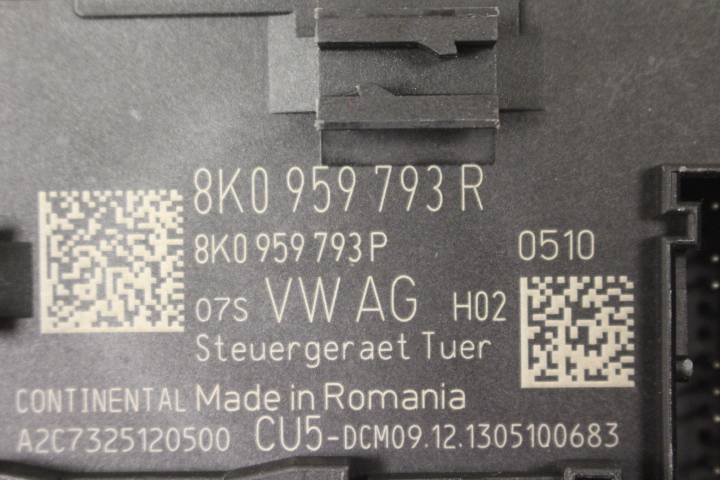 8K0 959 793 R
8K0 959 793 P 0510
07S VW AG H02
Steuergeraet Tuer
CONTINENTAL Made in Romania
A2C7325120500 CU5-DCM09.12.1305100683